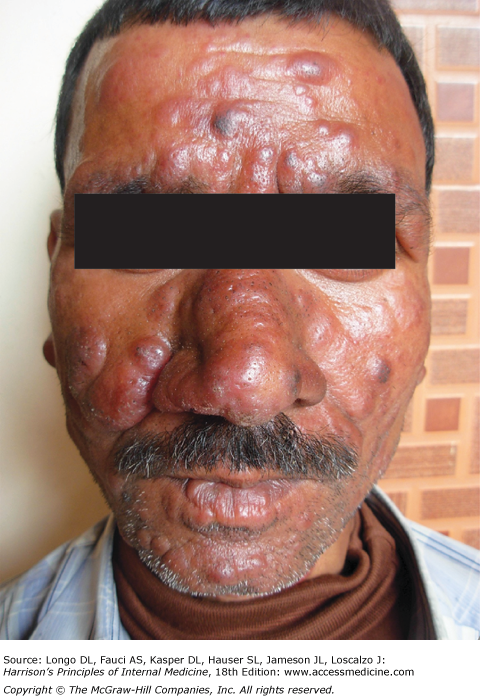 Source: Longo DL, Fauci AS, Kasper DL, Hauser SL, Jameson JL, Loscalzo J:
Harrison's Principles of Internal Medicine, 18th Edition: www.accessmedicine.com
Copyright © The McGraw-Hill Companies, Inc. All rights reserved.